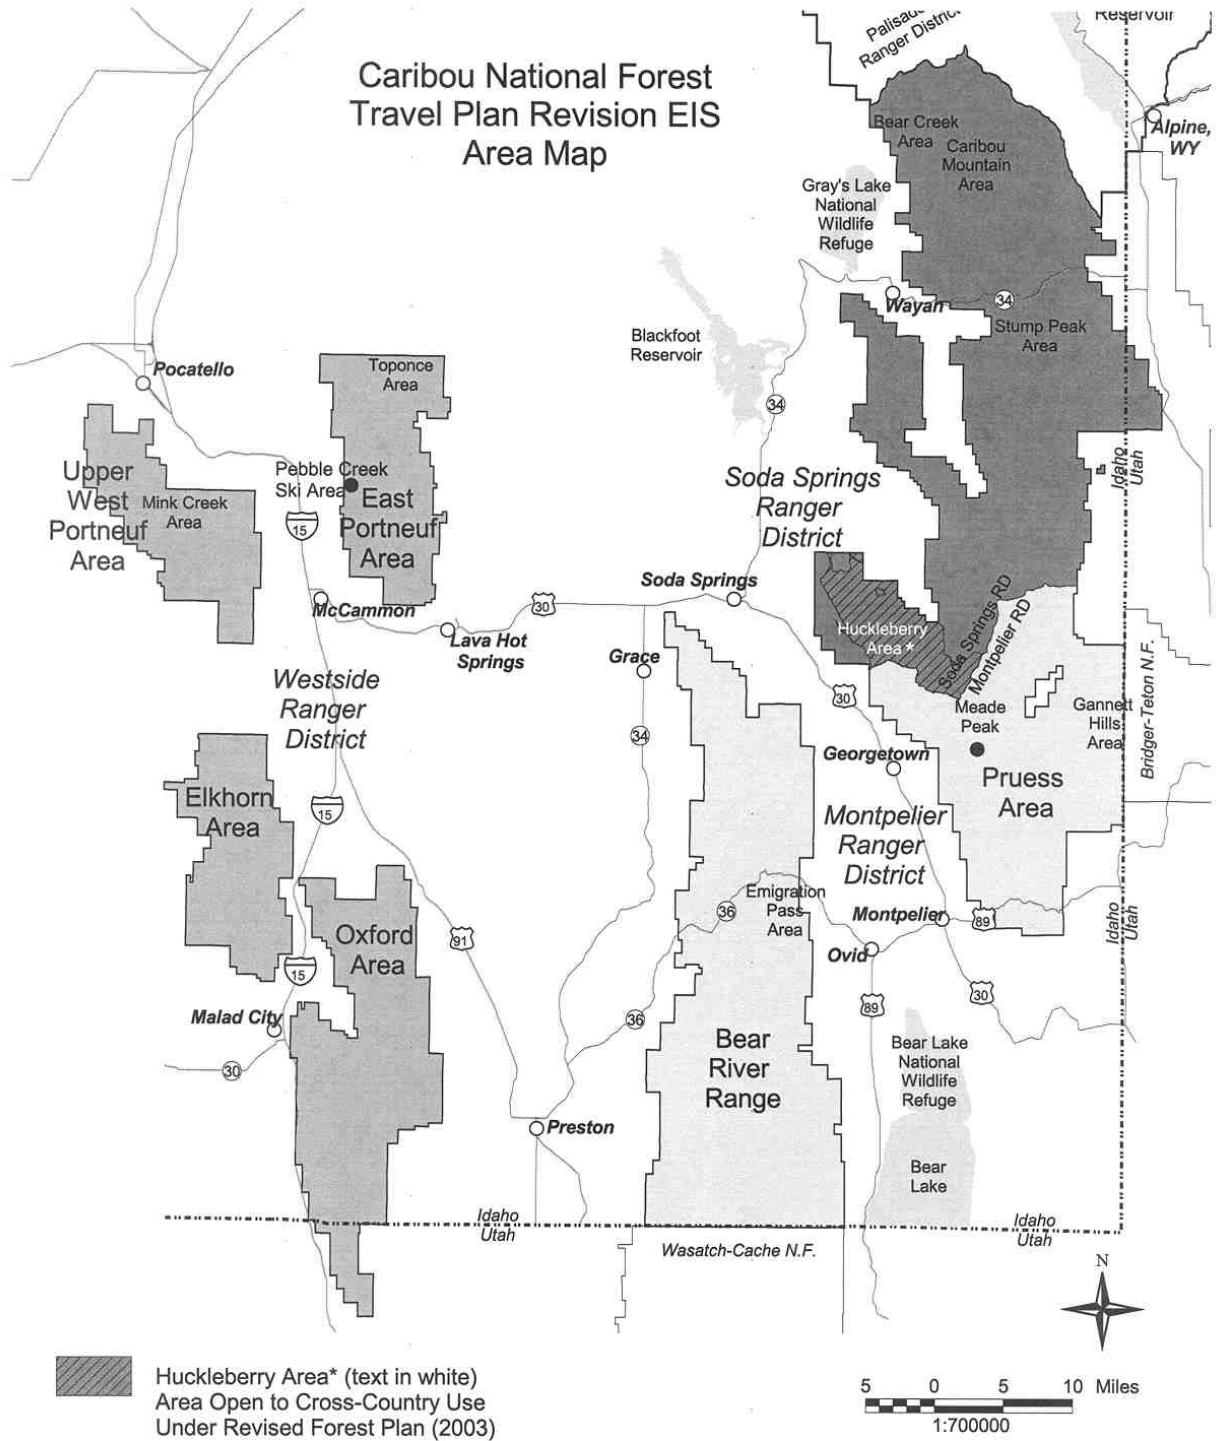 Reservoir
Palisad
Ranger District
Caribou National Forest
Travel Plan Revision EIS
Area Map
Alpine,
WY
Bear Creek
Area
Caribou
Mountain
Area
Gray's Lake
National
Wildlife
Refuge
Wayan
34
Stump Peak
Area
Blackfoot
Reservoir
34
Pocatello
Toponce
Area
Idaho
Utah
Upper
West
Portneuf
Area
Mink Creek
Area
Pebble Creek
Ski Area
East
Portneuf
Area
15
Soda Springs
Ranger
District
Soda Springs
30
McCammon
Lava Hot
Springs
Grace
Huckleberry
Area *
Soda Springs RD
Montpelier RD
Westside
Ranger
District
30
34
Meade
Peak
Gannett
Hills
Area
Bridger-Teton N.F.
Georgetown
Pruess
Area
Elkhorn
Area
15
Montpelier
Ranger
District
Emigration
Pass
Area
36
Montpelier
89
Idaho
Utah
Oxford
Area
91
Ovid
15
Malad City
36
89
30
30
Bear
River
Range
Bear Lake
National
Wildlife
Refuge
Preston
Bear
Lake
Idaho
Utah
Idaho
Utah
Wasatch-Cache N.F.
N
Huckleberry Area* (text in white)
Area Open to Cross-Country Use
Under Revised Forest Plan (2003)
5 0 5 10 Miles
1:700000